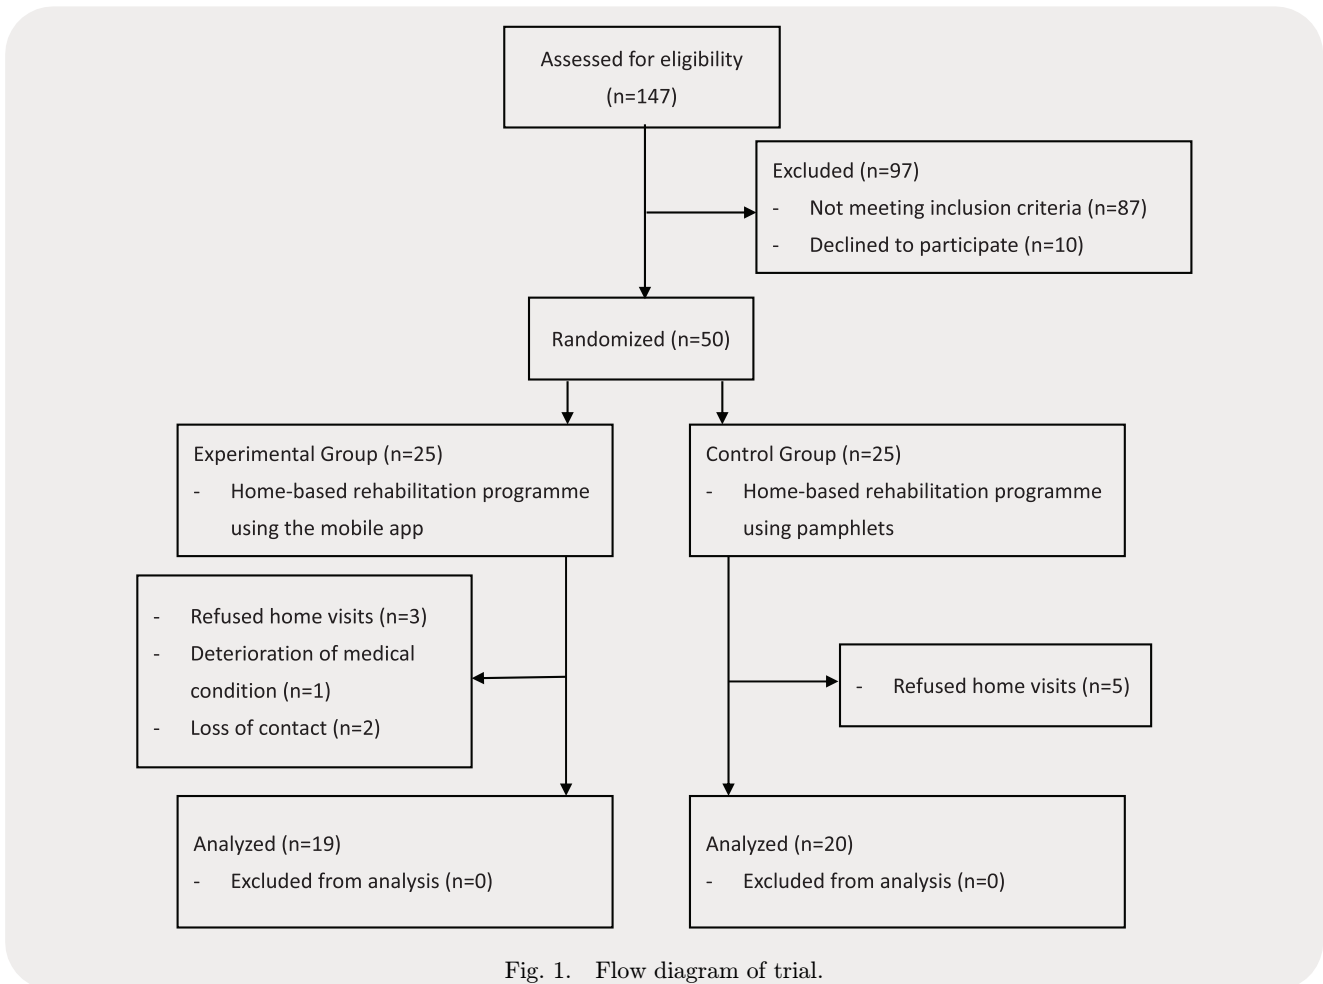 Assessed for eligibility
(n=147)
Excluded (n=97)
- Not meeting inclusion criteria (n=87)
- Declined to participate (n=10)
Randomized (n=50)
Experimental Group (n=25)
- Home-based rehabilitation programme
using the mobile app
Control Group (n=25)
- Home-based rehabilitation programme
using pamphlets
- Refused home visits (n=3)
- Deterioration of medical
condition (n=1)
- Loss of contact (n=2)
- Refused home visits (n=5)
Analyzed (n=19)
- Excluded from analysis (n=0)
Analyzed (n=20)
- Excluded from analysis (n=0)
Fig. 1. Flow diagram of trial.